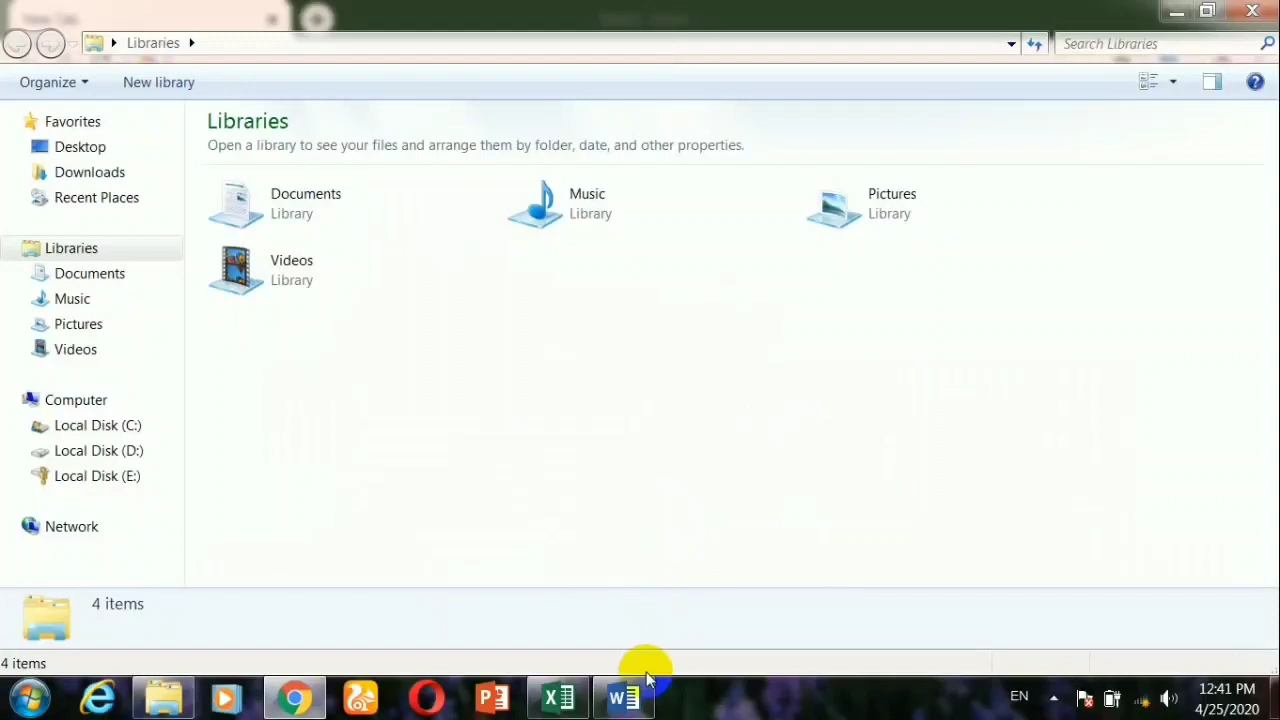 New Tab
Libraries
Search Libraries
Organize
New library
Favorites
Desktop
Downloads
Recent Places
Libraries
Documents
Music
Pictures
Videos
Computer
Local Disk (C:)
Local Disk (D:)
Local Disk (E:)
Network
Libraries
Open a library to see your files and arrange them by folder, date, and other properties.
Documents
Library
Music
Library
Pictures
Library
Videos
Library
4 items
4 items
EN
12:41 PM
4/25/2020